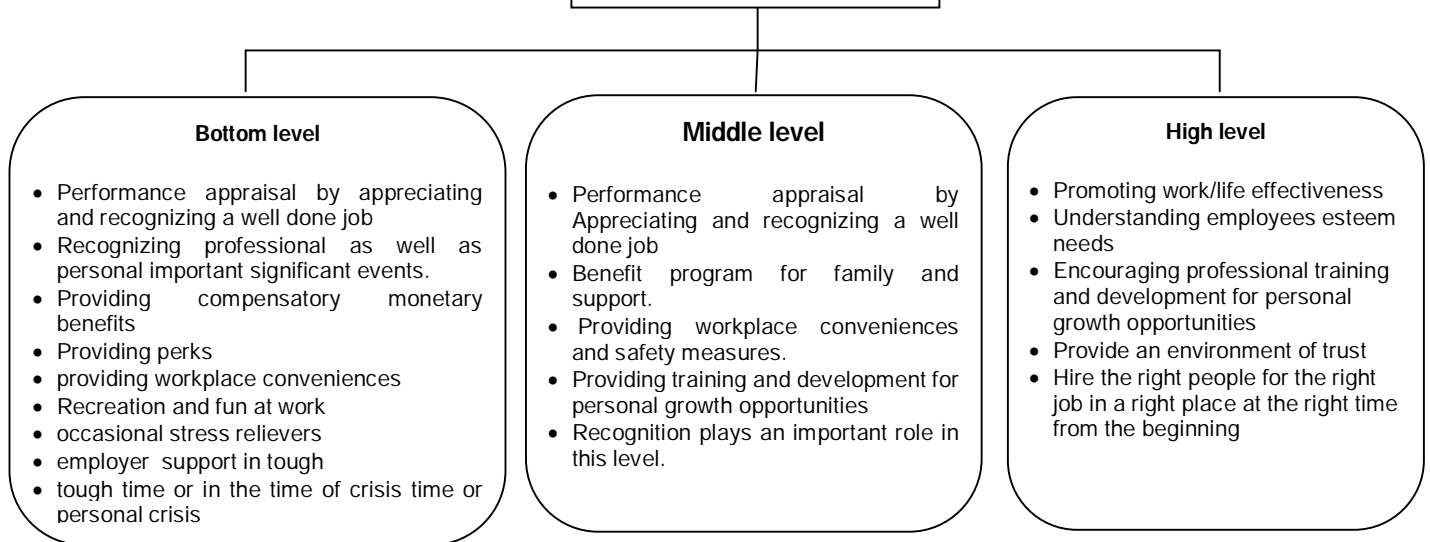 Bottom level
• Performance appraisal by appreciating
and recognizing a well done job
• Recognizing professional as well as
personal important significant events.
• Providing compensatory monetary
benefits
• Providing perks
• providing workplace conveniences
• Recreation and fun at work
• occasional stress relievers
• employer support in tough
• tough time or in the time of crisis time or
personal crisis
Middle level
• Performance appraisal by
Appreciating and recognizing a well
done job
• Benefit program for family and
support.
• Providing workplace conveniences
and safety measures.
• Providing training and development for
personal growth opportunities
• Recognition plays an important role in
this level.
High level
• Promoting work/life effectiveness
• Understanding employees esteem
needs
• Encouraging professional training
and development for personal
growth opportunities
• Provide an environment of trust
• Hire the right people for the right
job in a right place at the right time
from the beginning